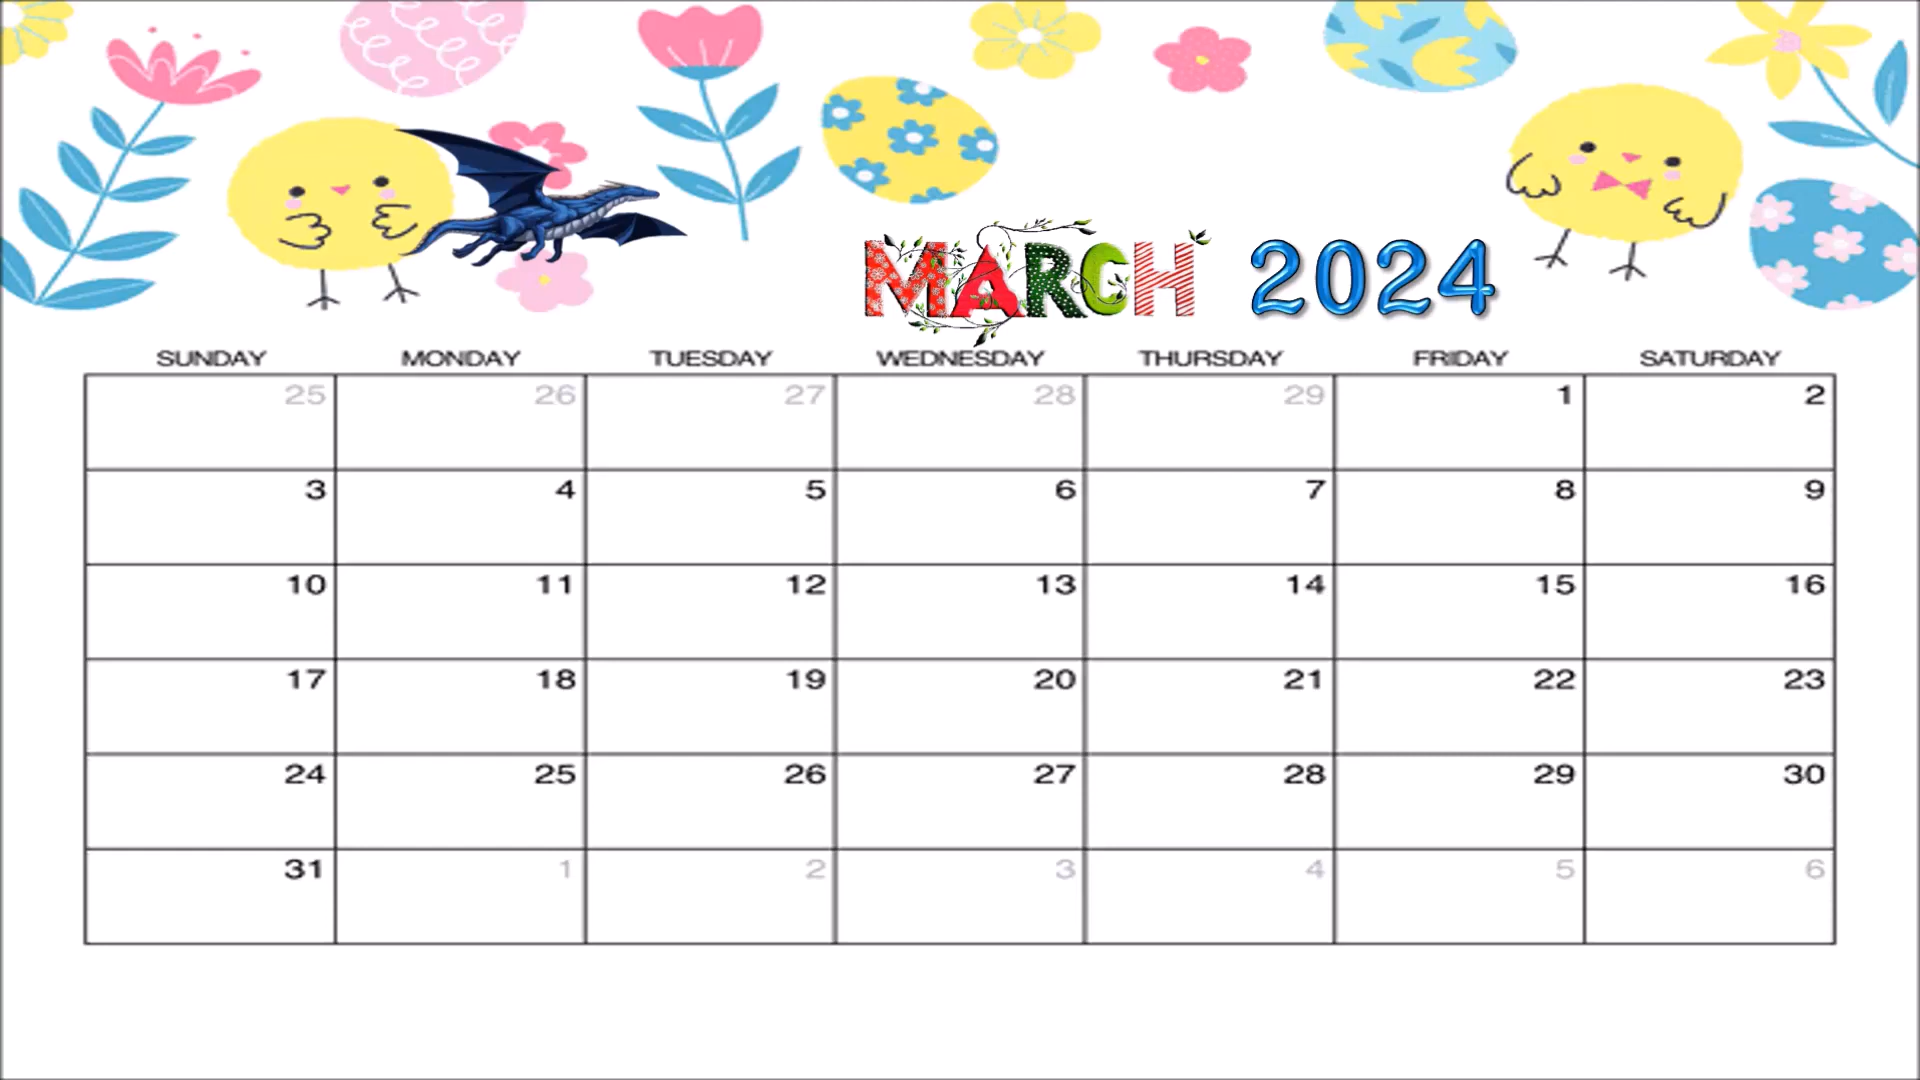 MARCH 2024
SUNDAY MONDAY TUESDAY WEDNESDAY THURSDAY FRIDAY SATURDAY
25 26 27 28 29 1 2
3 4 5 6 7 8 9
10 11 12 13 14 15 16
17 18 19 20 21 22 23
24 25 26 27 28 29 30
31 1 2 3 4 5 6